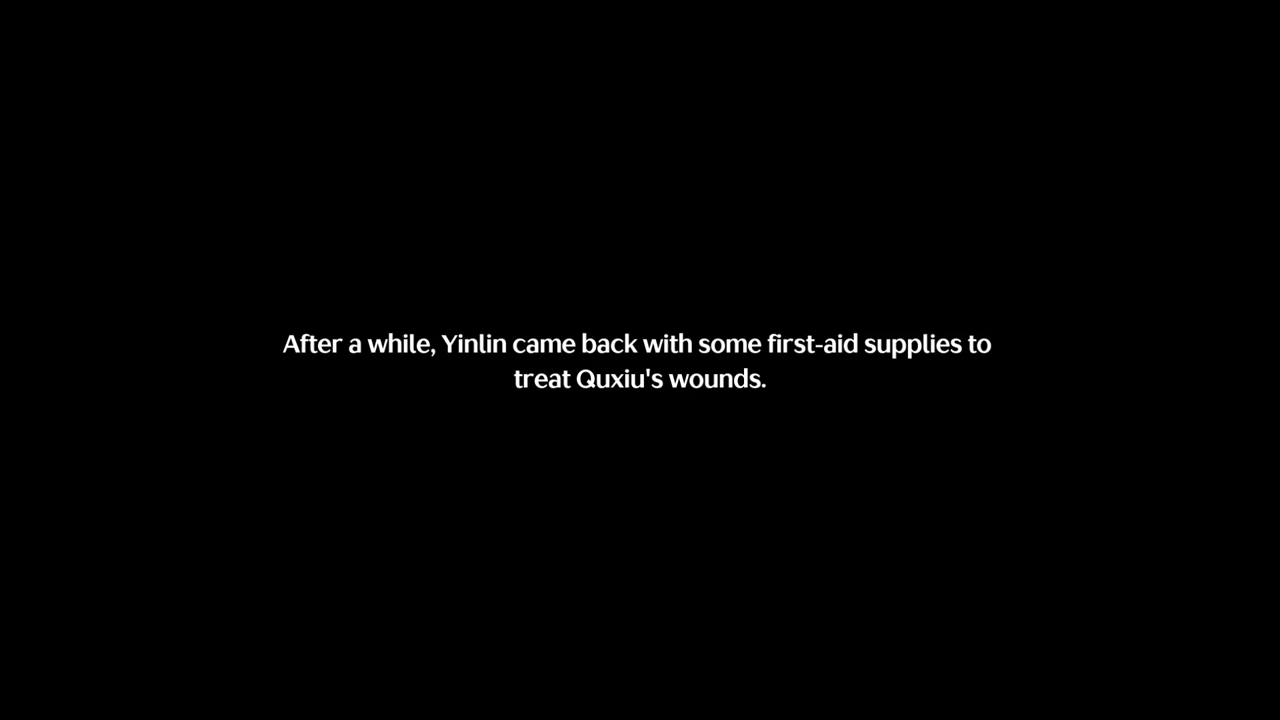 After a while, Yinlin came back with some first-aid supplies to
treat Quxiu's wounds.